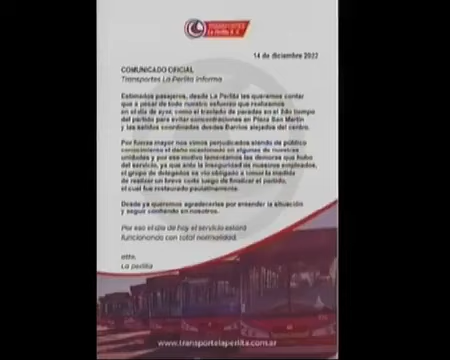 TRANSPORTES
La Perlita S.A
14 de diciembre 2022
COMUNICADO OFICIAL
Transportes La Perlita informa
Estimados pasajeros, desde La Perlita les queremos contar
que a pesar de todo nuestro esfuerzo que realizamos
en el día de ayer, como el traslado de paradas en el 2do tiempo
del partido para evitar concentraciones en Plaza San Martín
y las salidas coordinadas desdes Barrios alejados del centro.
Por fuerza mayor nos vimos perjudicados siendo de público
conocimiento el daño ocasionado en algunas de nuestras
unidades y por ese motivo lamentamos las demoras que hubo
del servicio, ya que ante la inseguridad de nuestros empleados,
el grupo de delegados se vio obligado a tomar la medida
de realizar un breve corte luego de finalizar el partido,
el cual fue restaurado paulatinamente.
Desde ya queremos agradecerles por entender la situación
y seguir confiando en nosotros.
Por eso el día de hoy el servicio estará
funcionando con total normalidad.
atte.
La perlita
www.transportelaperlita.com.ar